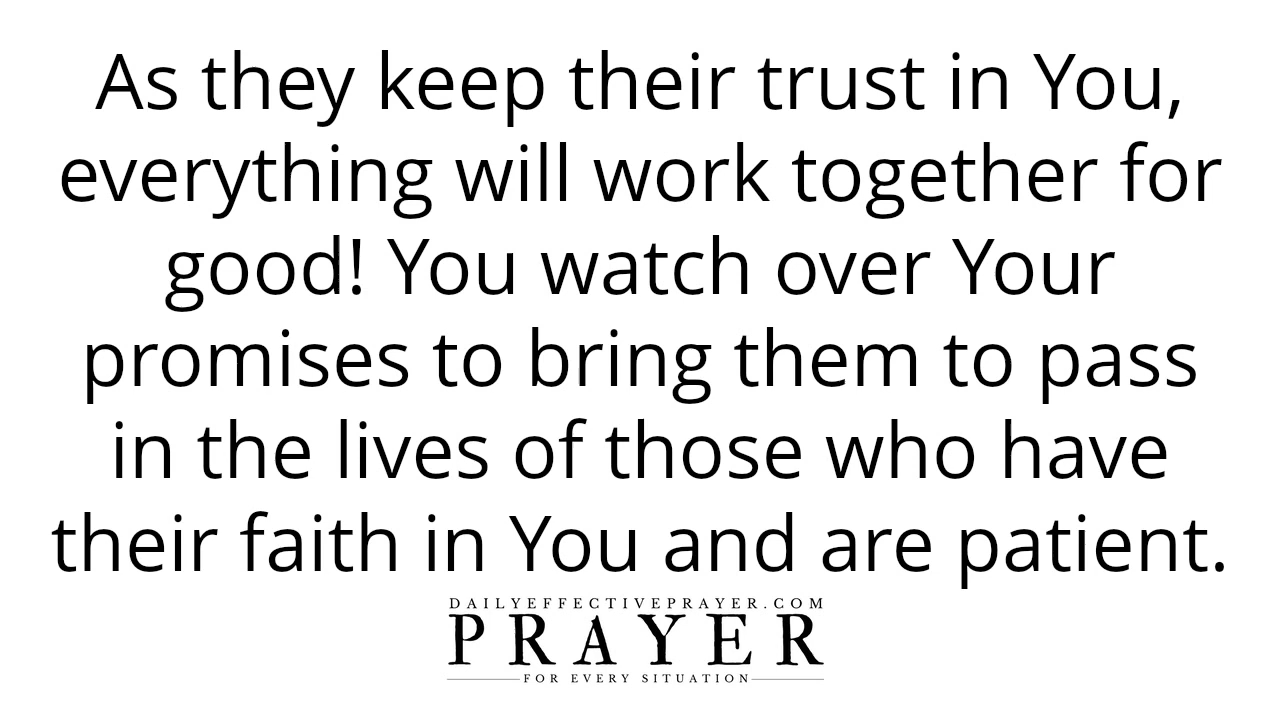 As they keep their trust in You,
everything will work together for
good! You watch over Your
promises to bring them to pass
in the lives of those who have
their faith in You and are patient.
DAILYEFFECTIVEPRAYER.COM
PRAYER
FOR EVERY SITUATION